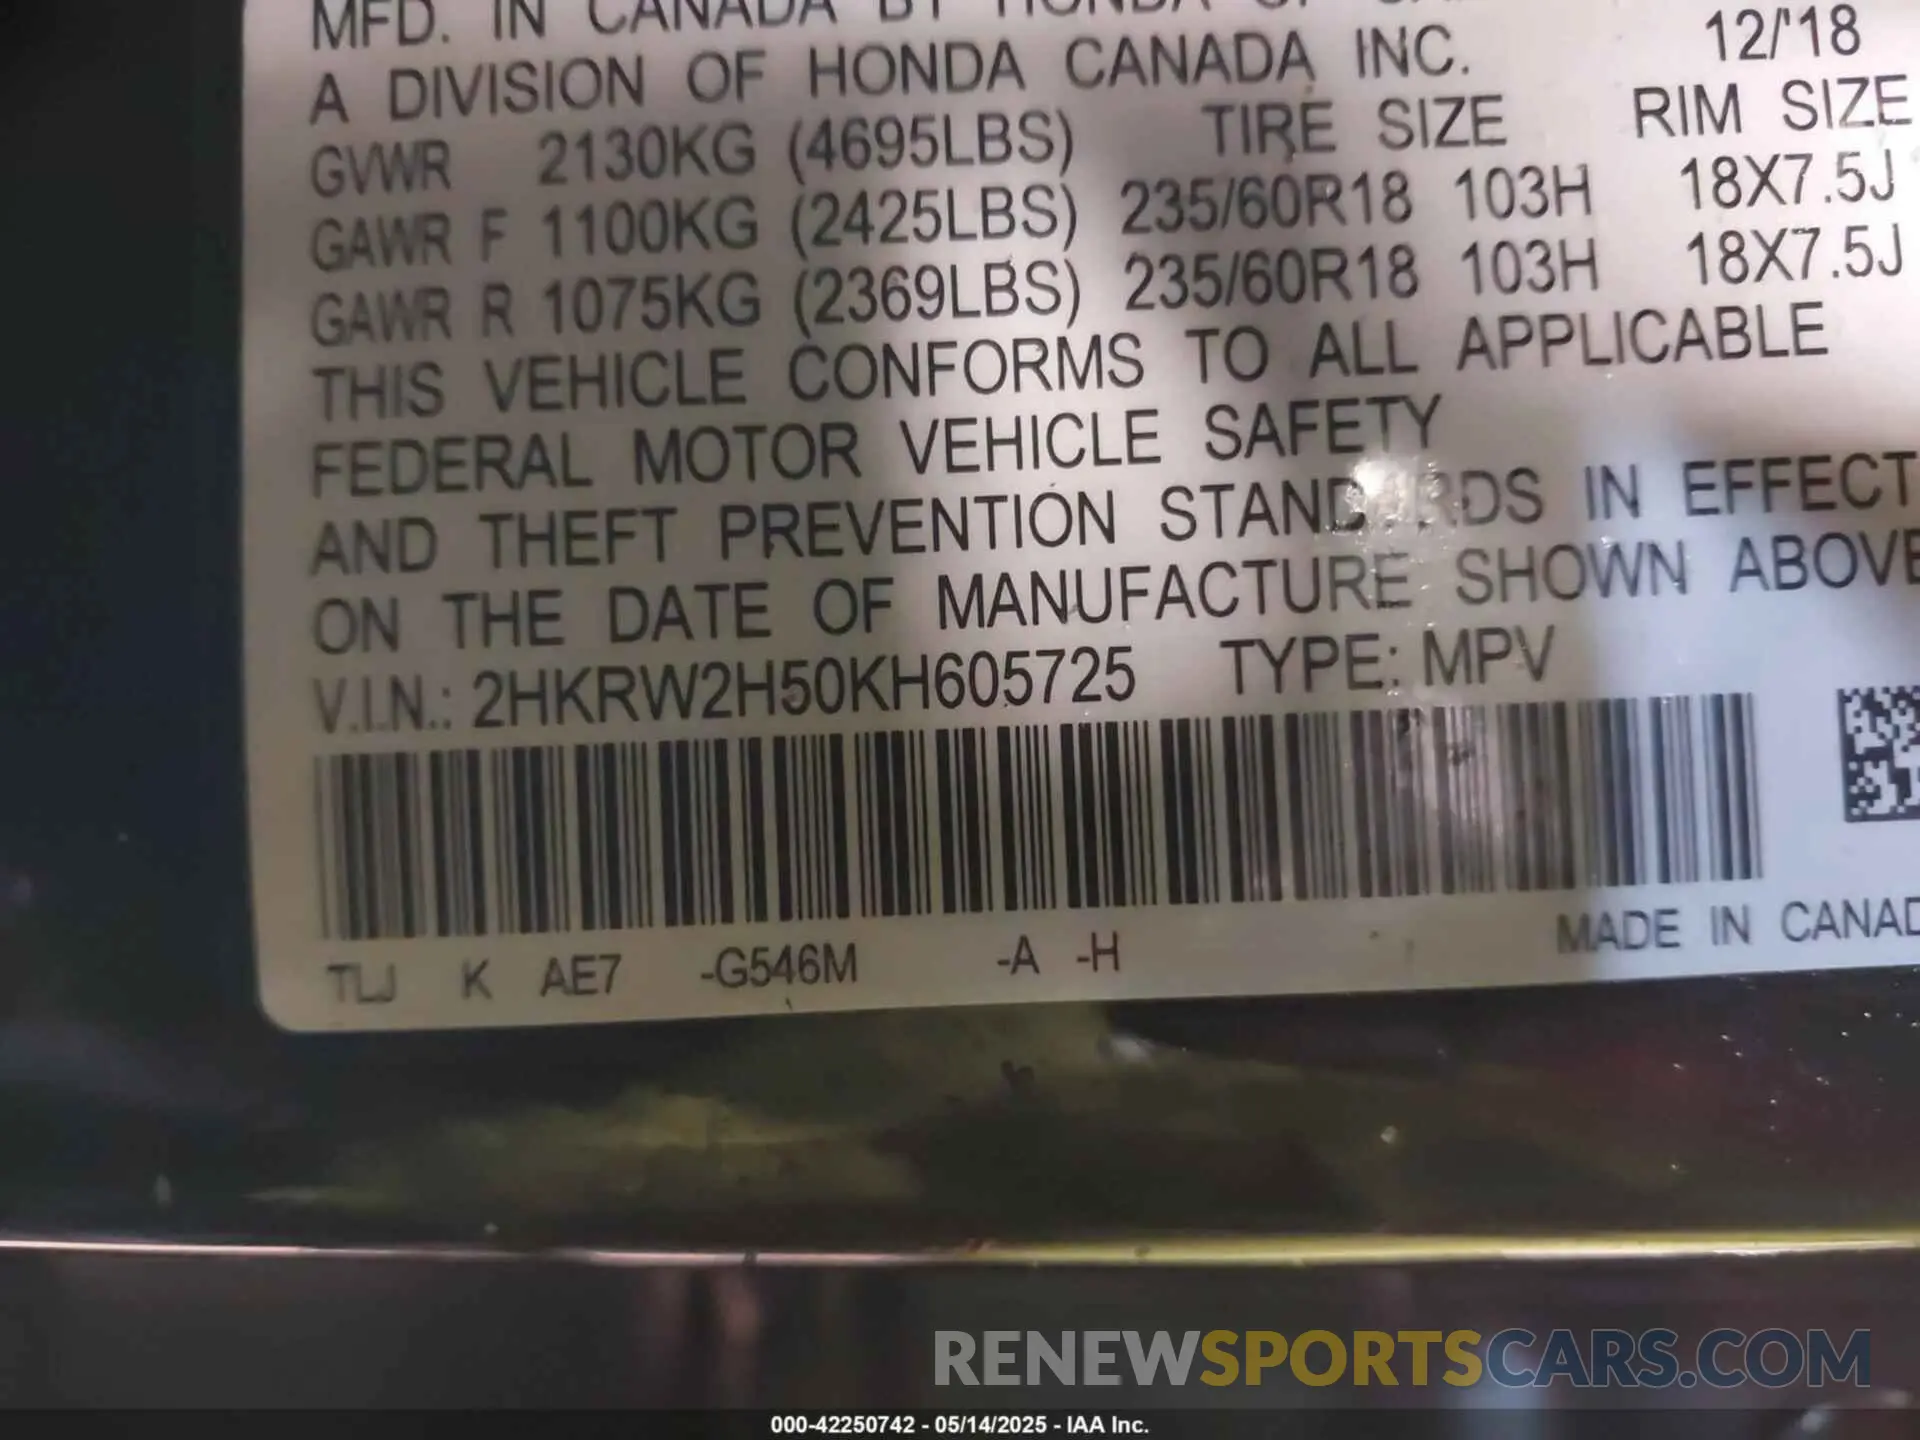 MFD. IN CANADA BY HONDA OF
A DIVISION OF HONDA CANADA INC. 12/'18
GVWR 2130KG (4695LBS) TIRE SIZE RIM SIZE
GAWR F 1100KG (2425LBS) 235/60R18 103H 18X7.5J
GAWR R 1075KG (2369LBS) 235/60R18 103H 18X7.5J
THIS VEHICLE CONFORMS TO ALL APPLICABLE
FEDERAL MOTOR VEHICLE SAFETY
AND THEFT PREVENTION STANDARDS IN EFFECT
ON THE DATE OF MANUFACTURE SHOWN ABOVE
V.I.N.: 2HKRW2H50KH605725 TYPE: MPV
TLJ K AE7 -G546M -A -H
MADE IN CANAD
RENEWSPORTSCARS.COM
000-42250742 - 05/14/2025 - IAA Inc.